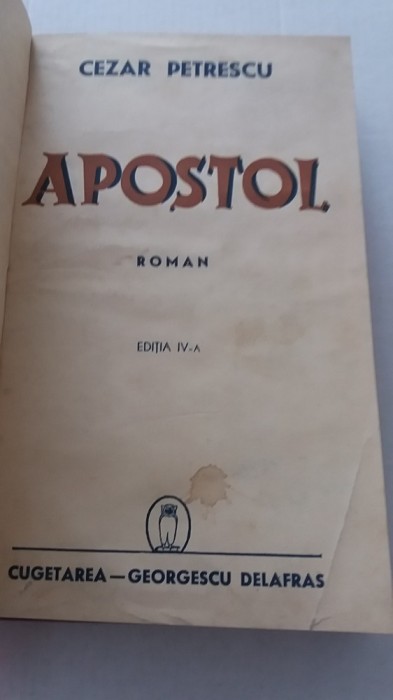 CEZAR PETRESCU
APOSTOL
ROMAN
EDIȚIA IV-A
CUGETAREA—GEORGESCU DELAFRAS